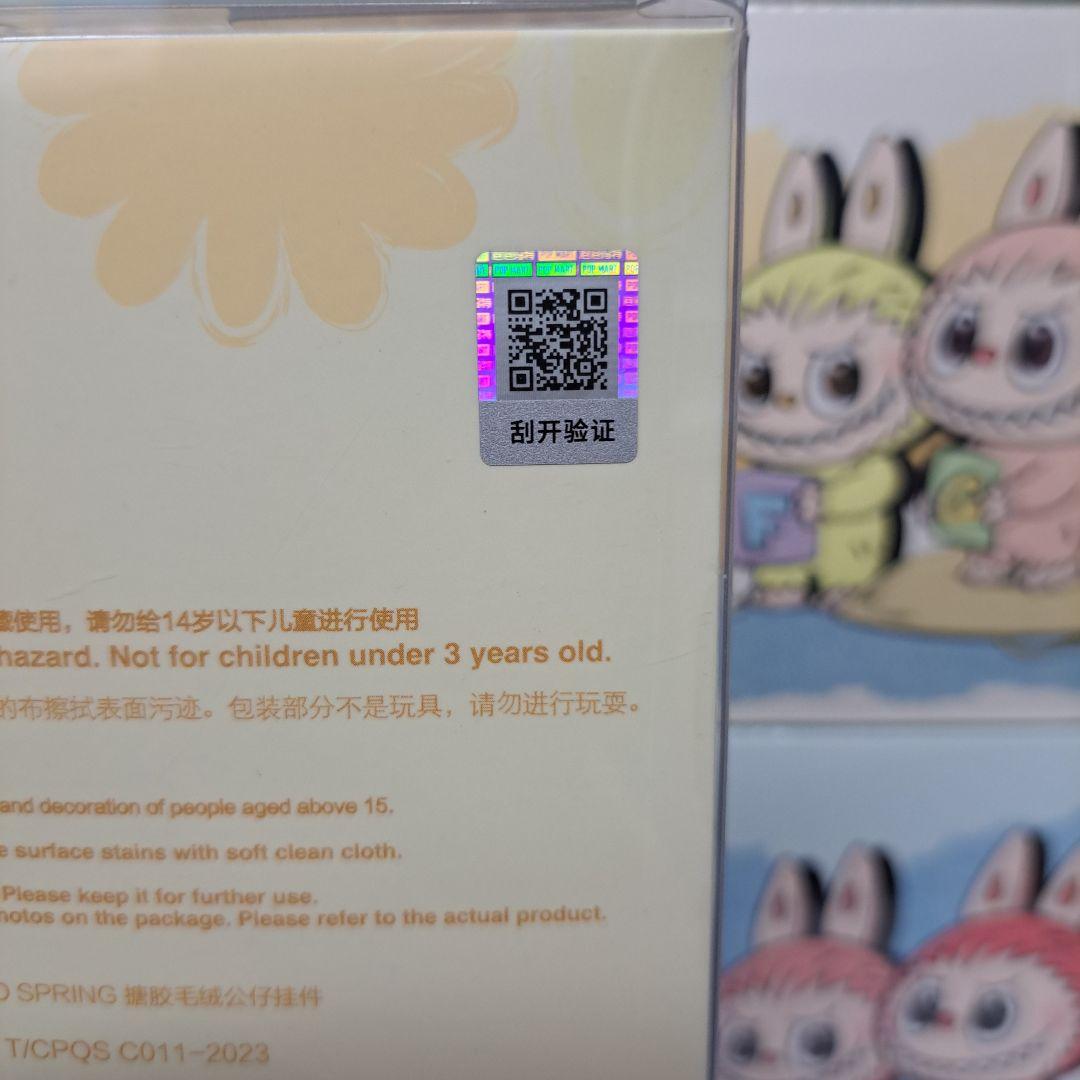 POP MART POP MART POP MART
刮开验证
F
C
使用，请勿给14岁以下儿童进行使用
hazard. Not for children under 3 years old.
的布擦拭表面污迹。包装部分不是玩具，请勿进行玩耍。
and decoration of people aged above 15.
e surface stains with soft clean cloth.
Please keep it for further use.
hotos on the package. Please refer to the actual product.
SPRING 搪胶毛绒公仔挂件
T/CPQS C011-2023